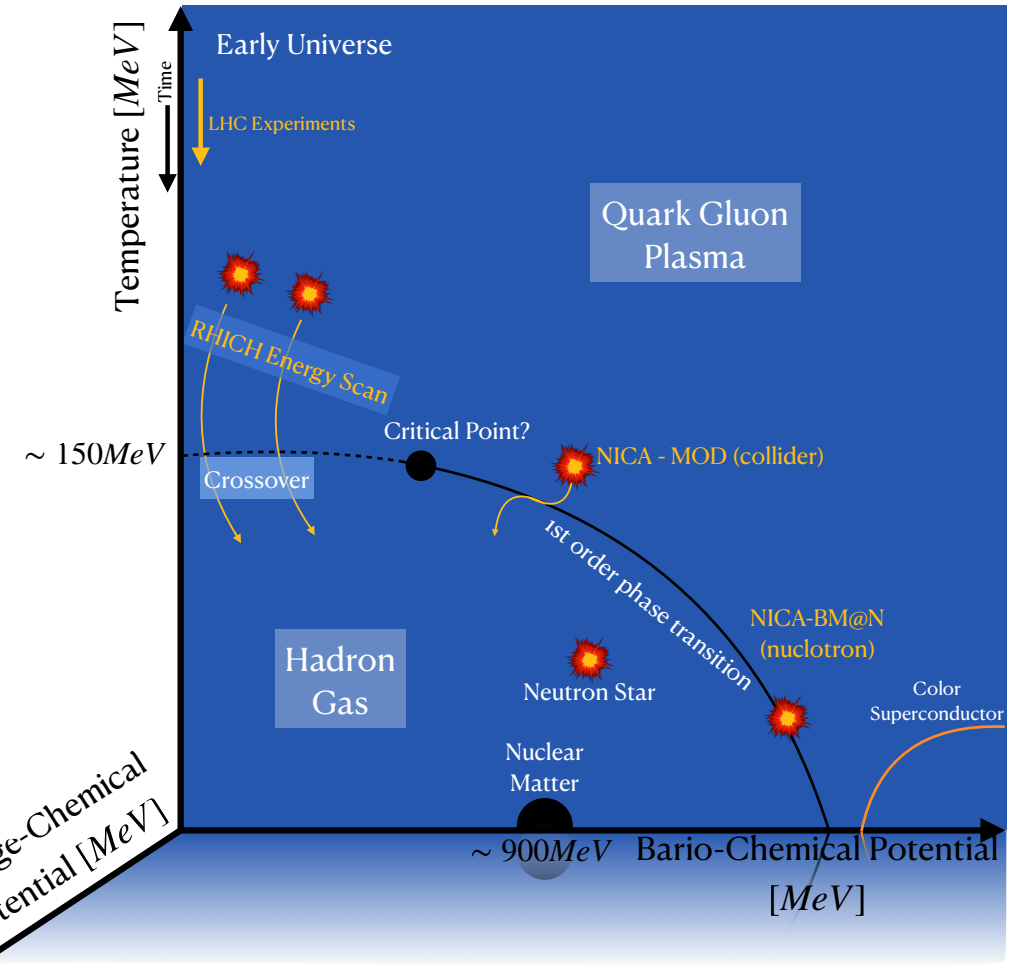 Early Universe
Temperature [MeV]
Time
LHC Experiments
Quark Gluon
Plasma
RHICH Energy Scan
~ 150MeV
Critical Point?
NICA - MOD (collider)
Crossover
1st order phase transition
NICA-BM@N
(nuclotron)
Hadron
Gas
Neutron Star
Color
Superconductor
Nuclear
Matter
~ 900MeV
Bario-Chemical Potential
[MeV]
ge-Chemical
tential [MeV]